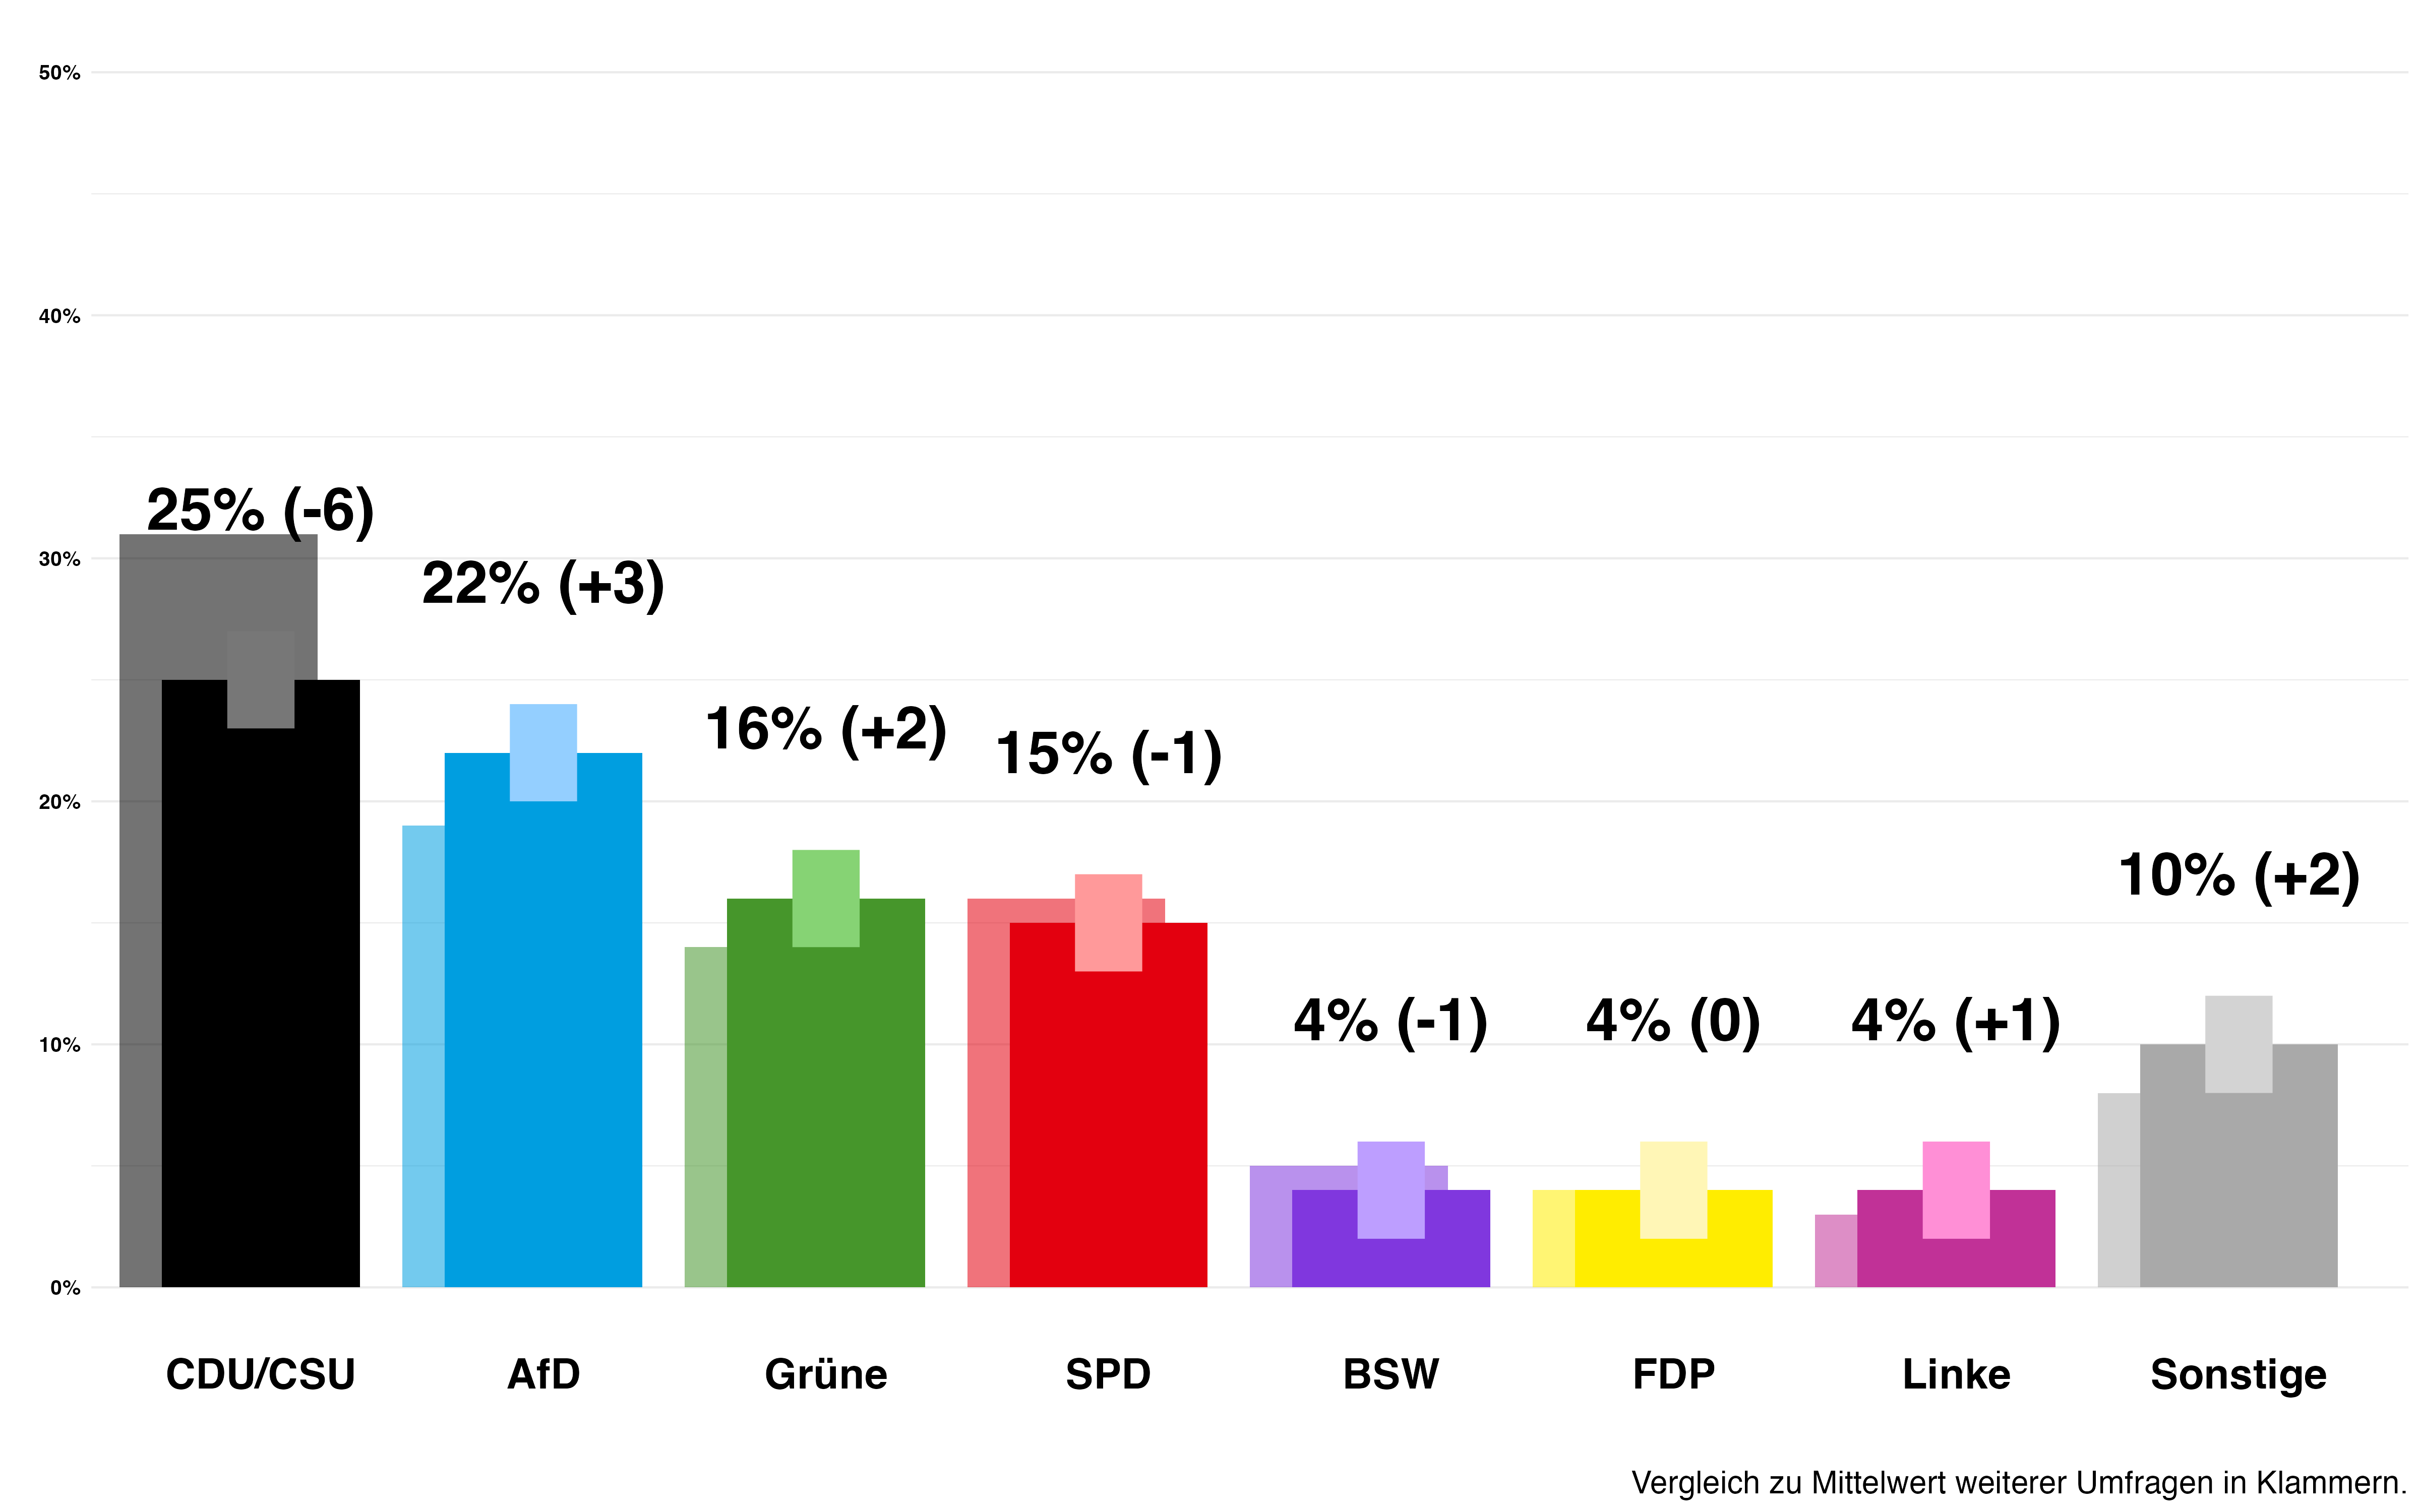 50%
40%
30%
20%
10%
0%
25% (-6)
22% (+3)
16% (+2)
15% (-1)
4% (-1)
4% (0)
4% (+1)
10% (+2)
CDU/CSU
AfD
Grüne
SPD
BSW
FDP
Linke
Sonstige
Vergleich zu Mittelwert weiterer Umfragen in Klammern.